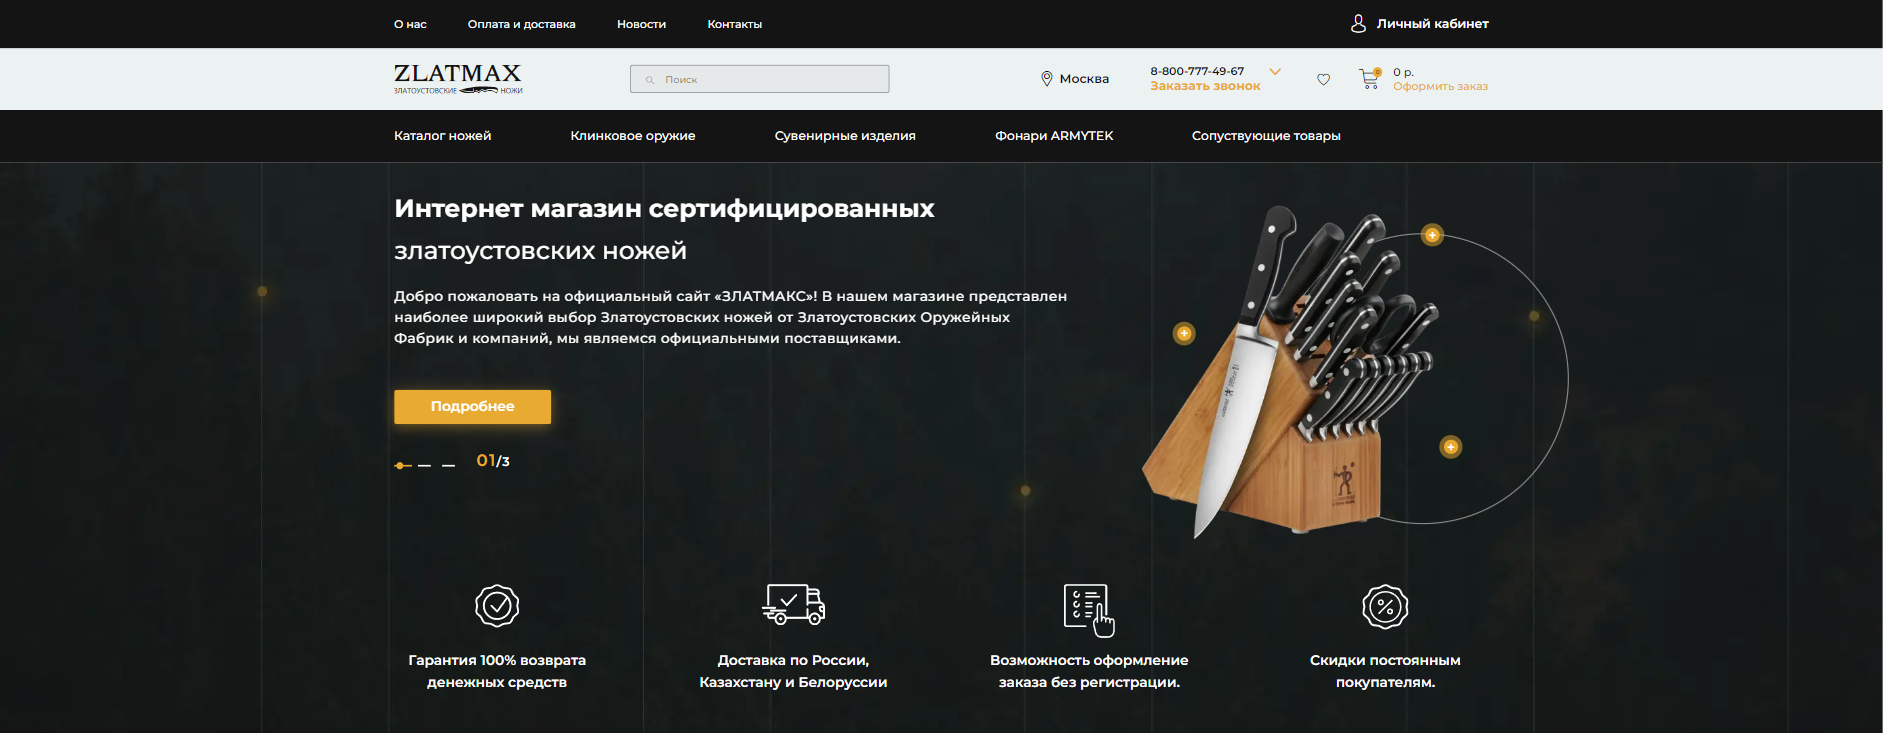 О нас
Оплата и доставка
Новости
Контакты
Личный кабинет
ZLATMAX
ЗЛАТОУСТОВСКИЕ НОЖИ
Поиск
Москва
8-800-777-49-67
Заказать звонок
0
0 р.
Оформить заказ
Каталог ножей
Клинковое оружие
Сувенирные изделия
Фонари ARMYTEK
Сопуствующие товары
Интернет магазин сертифицированных
златоустовских ножей
Добро пожаловать на официальный сайт «ЗЛАТМАКС»! В нашем магазине представлен
наиболее широкий выбор Златоустовских ножей от Златоустовских Оружейных
Фабрик и компаний, мы являемся официальными поставщиками.
Подробнее
01/3
Гарантия 100% возврата
денежных средств
Доставка по России,
Казахстану и Белоруссии
Возможность оформление
заказа без регистрации.
Скидки постоянным
покупателям.